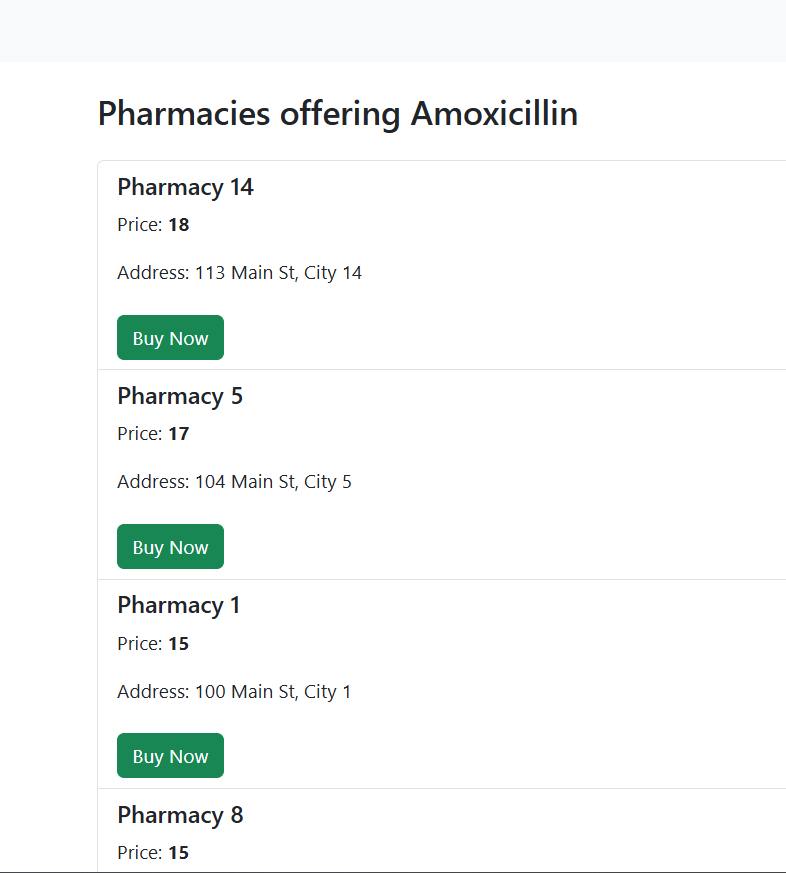 Pharmacies offering Amoxicillin
Pharmacy 14
Price: 18
Address: 113 Main St, City 14
Buy Now
Pharmacy 5
Price: 17
Address: 104 Main St, City 5
Buy Now
Pharmacy 1
Price: 15
Address: 100 Main St, City 1
Buy Now
Pharmacy 8
Price: 15